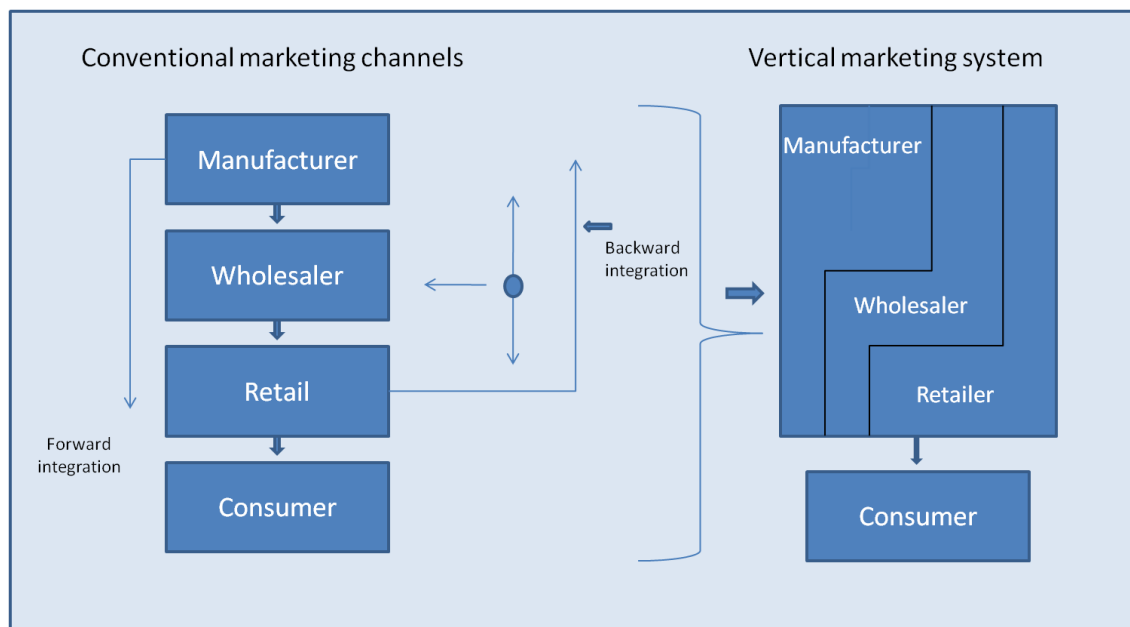 Conventional marketing channels
Vertical marketing system
Manufacturer
Wholesaler
Retail
Consumer
Forward
integration
Backward
integration
Manufacturer
Wholesaler
Retailer
Consumer